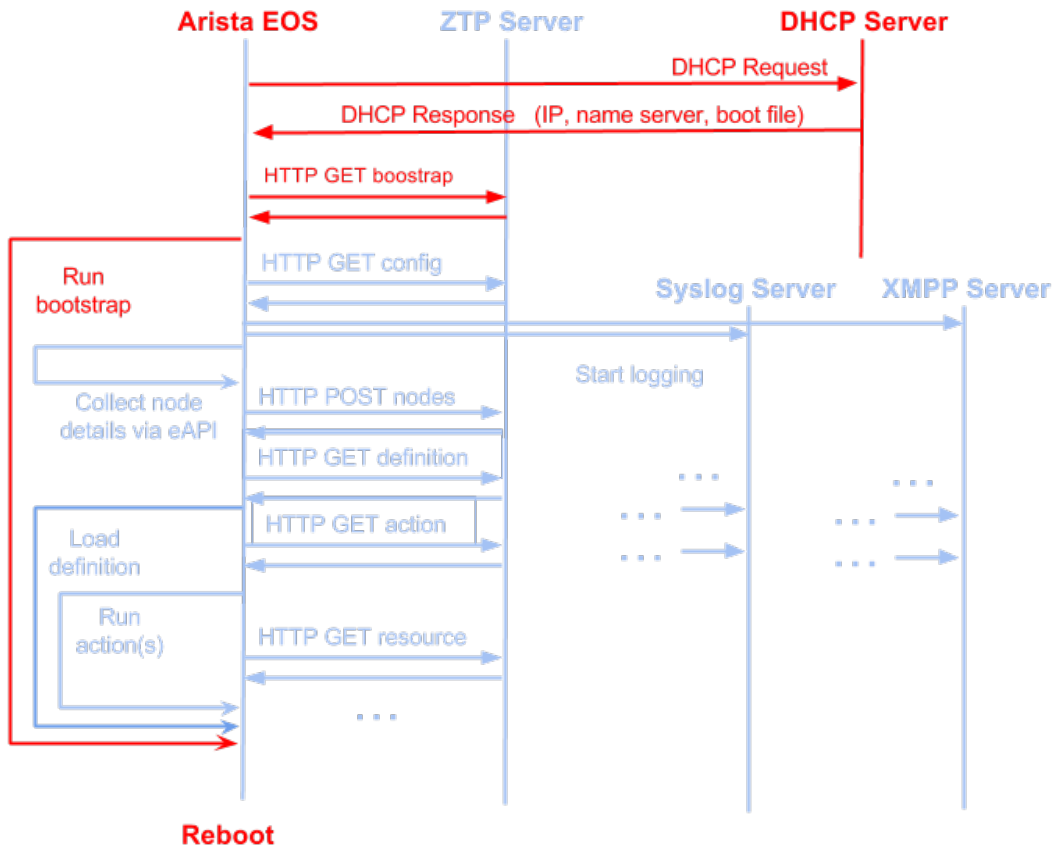 Arista EOS
ZTP Server
DHCP Server
DHCP Request
DHCP Response (IP, name server, boot file)
HTTP GET boostrap
Run
bootstrap
HTTP GET config
Syslog Server
XMPP Server
Start logging
Collect node
details via eAPI
HTTP POST nodes
HTTP GET definition
...
...
HTTP GET action
...
...
Load
definition
...
...
Run
action(s)
HTTP GET resource
...
Reboot